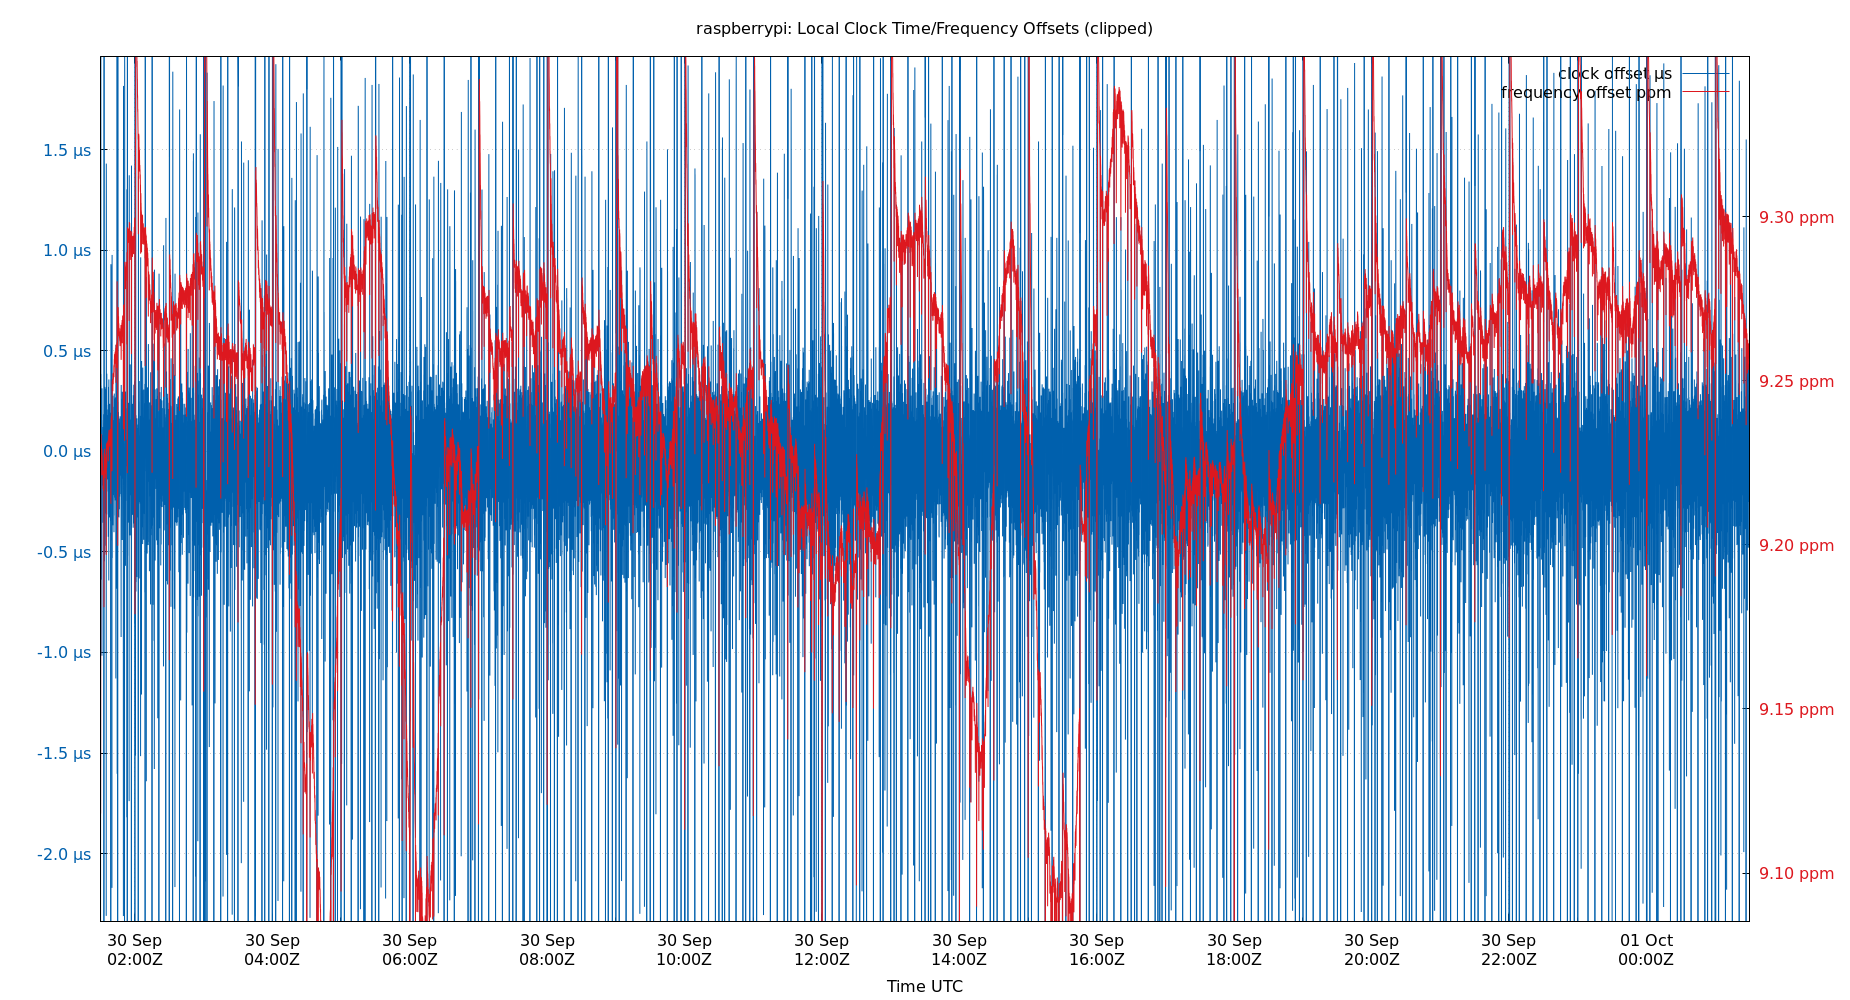 raspberrypi: Local Clock Time/Frequency Offsets (clipped)
clock offset µs
frequency offset ppm
1.5 µs
1.0 µs
0.5 µs
0.0 µs
-0.5 µs
-1.0 µs
-1.5 µs
-2.0 µs
9.30 ppm
9.25 ppm
9.20 ppm
9.15 ppm
9.10 ppm
30 Sep 30 Sep 30 Sep 30 Sep 30 Sep 30 Sep 30 Sep 30 Sep 30 Sep 30 Sep 30 Sep 01 Oct
02:00Z 04:00Z 06:00Z 08:00Z 10:00Z 12:00Z 14:00Z 16:00Z 18:00Z 20:00Z 22:00Z 00:00Z
Time UTC